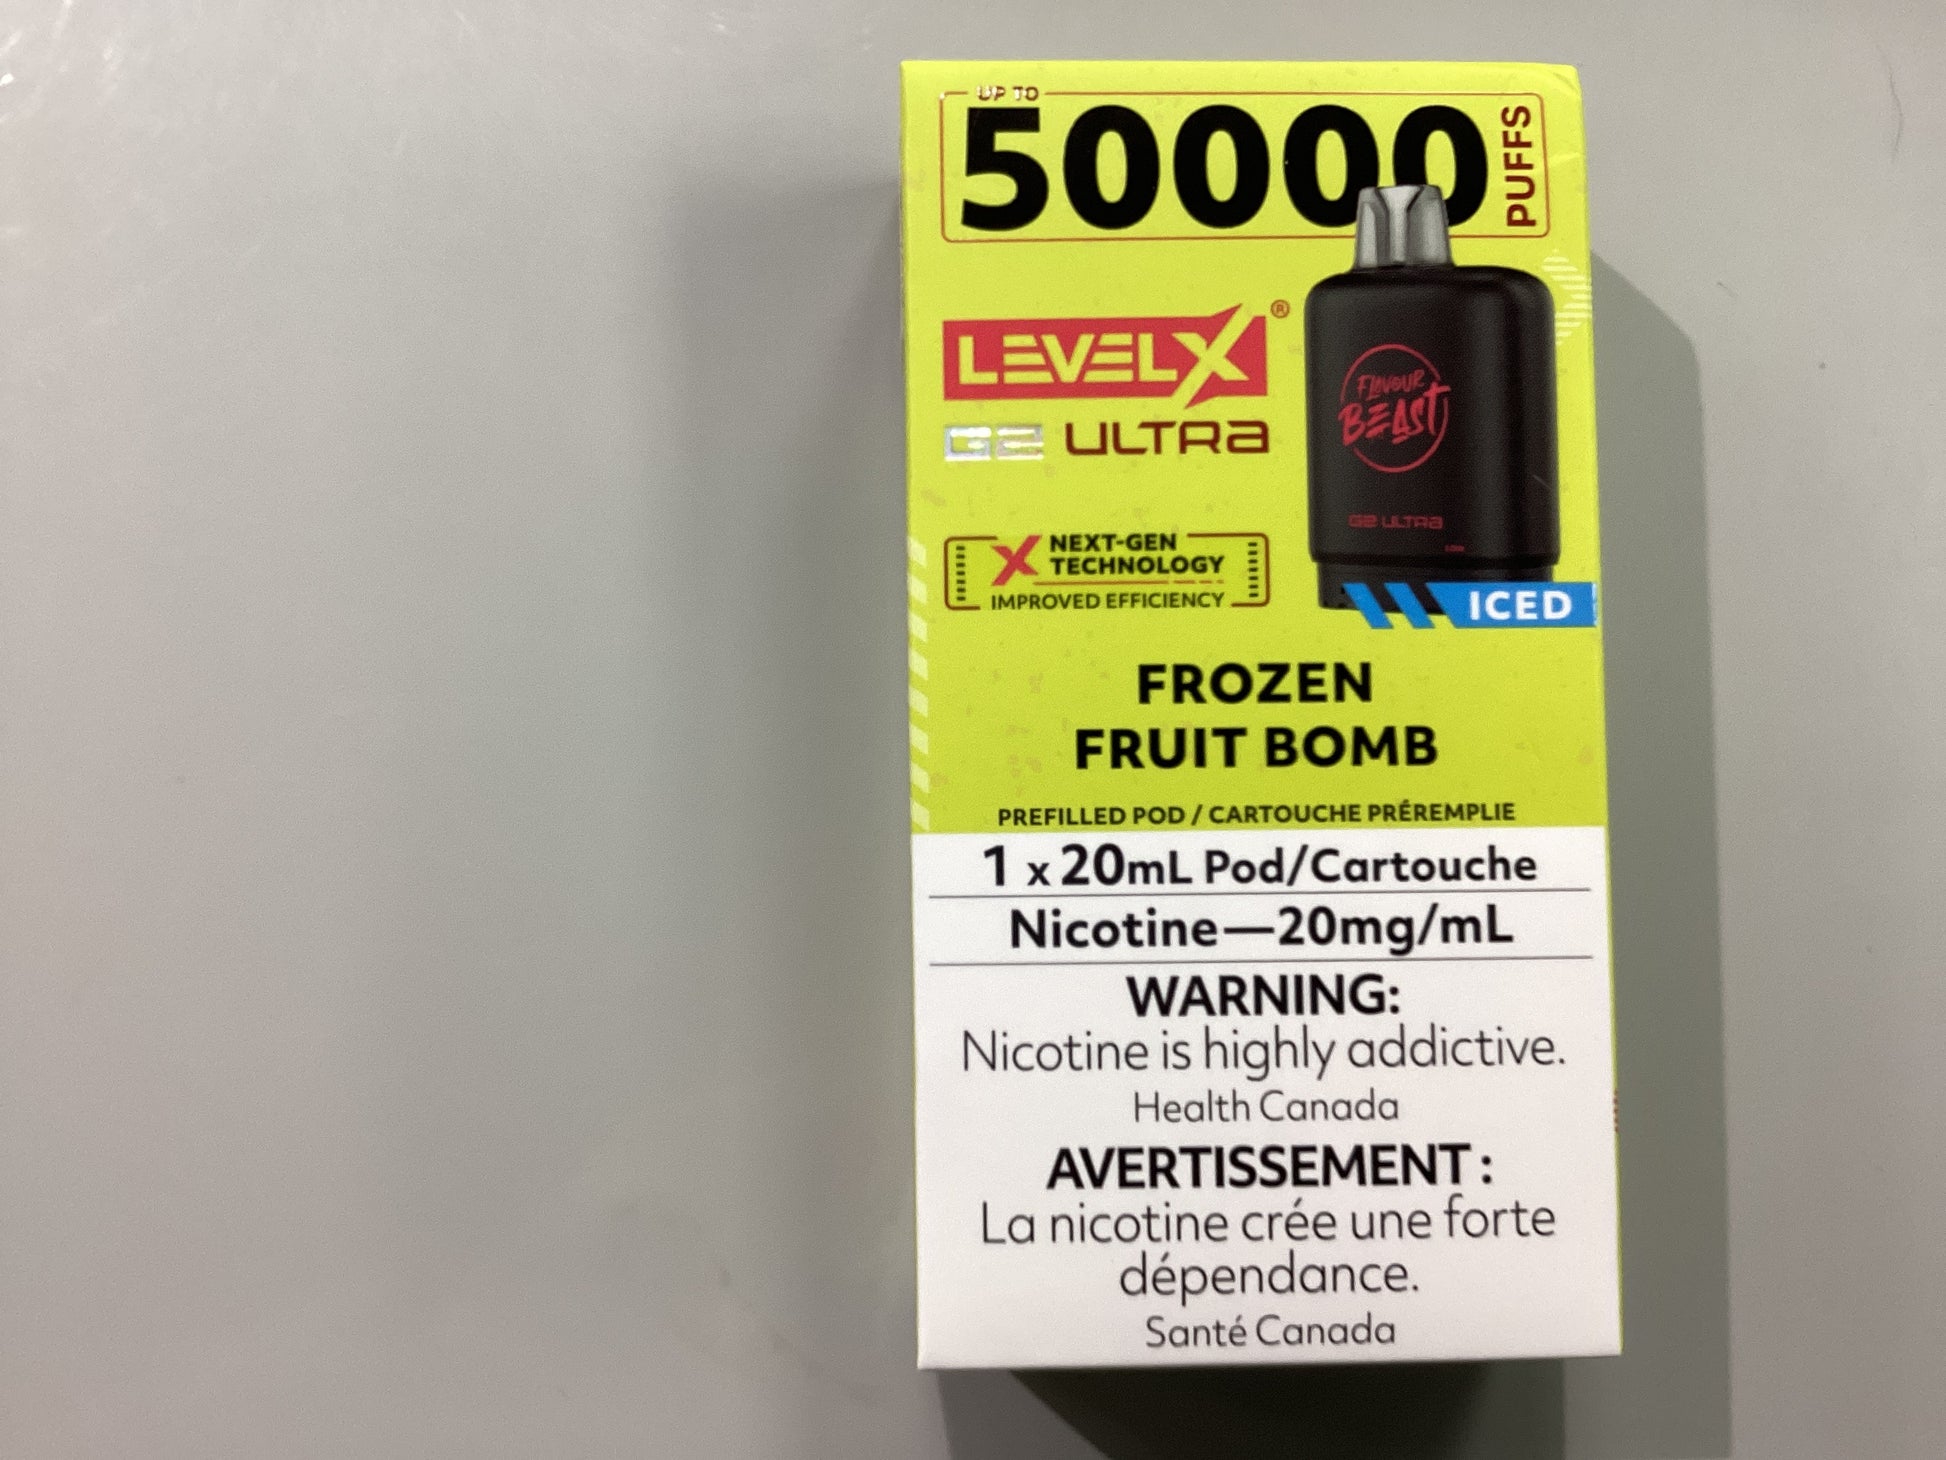 UP TO
50000
PUFFS
LEVELX®
G2 ULTRA
FLAVOUR
BEAST
G2 ULTRA
X NEXT-GEN
TECHNOLOGY
IMPROVED EFFICIENCY
ICED
FROZEN
FRUIT BOMB
PREFILLED POD / CARTOUCHE PRÉREMPLIE
1 x 20mL Pod/Cartouche
Nicotine—20mg/mL
WARNING:
Nicotine is highly addictive.
Health Canada
AVERTISSEMENT :
La nicotine crée une forte
dépendance.
Santé Canada